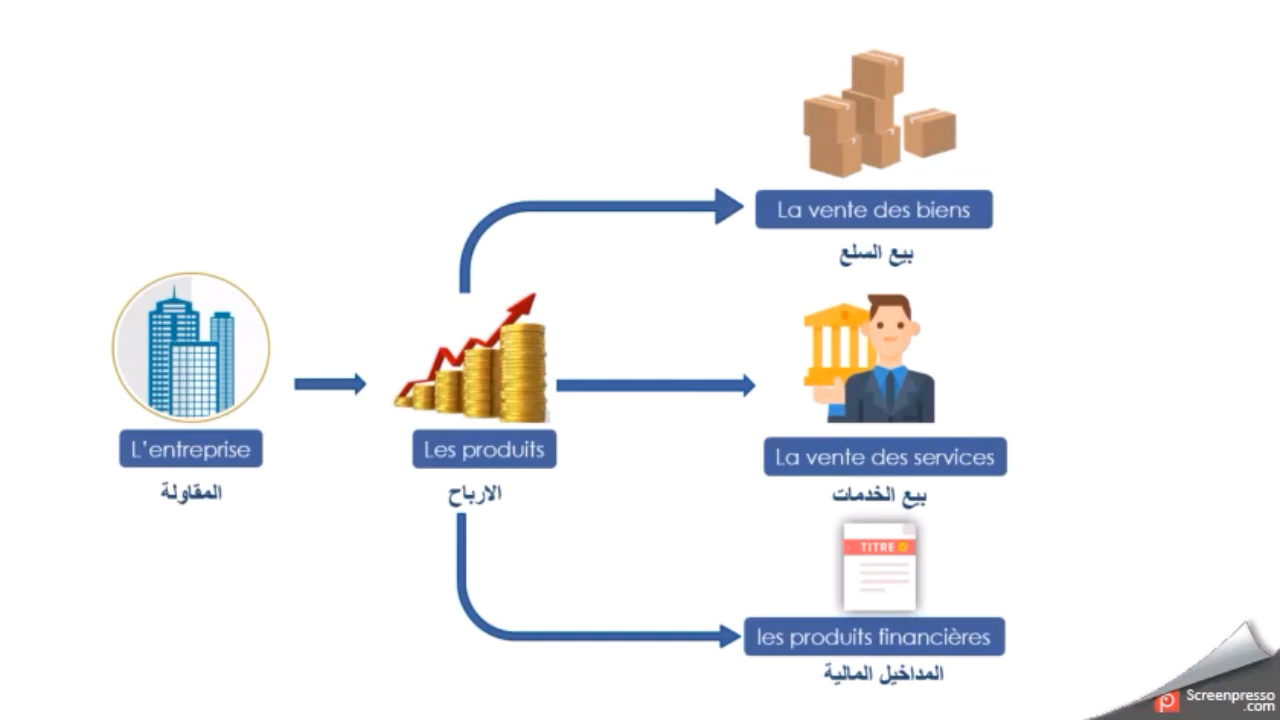 La vente des biens
بيع السلع
L'entreprise
المقاولة
Les produits
الارباح
La vente des services
بيع الخدمات
TITRE
les produits financières
المداخيل المالية
Screenpresso
.com